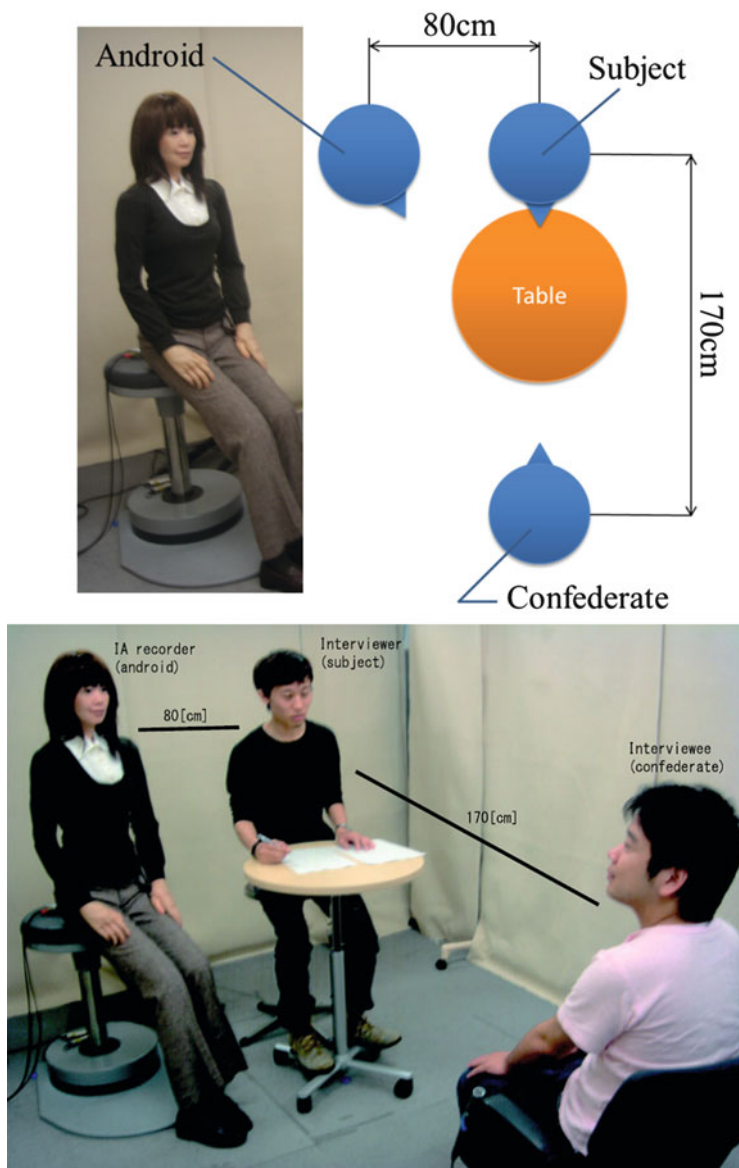 80cm
Android
Subject
Table
170cm
Confederate
IA recorder
(android)
Interviewer
(subject)
80[cm]
Interviewee
(confederate)
170[cm]